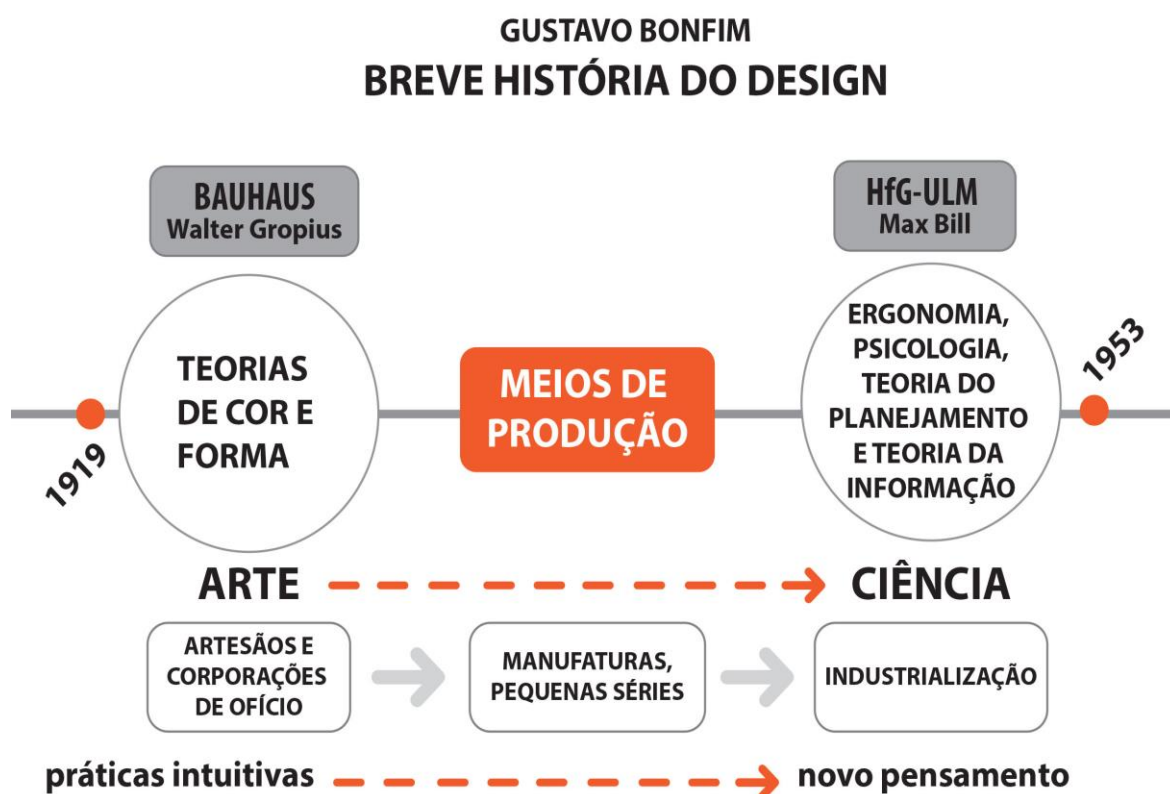 GUSTAVO BONFIM
BREVE HISTÓRIA DO DESIGN
BAUHAUS
Walter Gropius
HfG-ULM
Max Bill
1919
TEORIAS
DE COR E
FORMA
MEIOS DE
PRODUÇÃO
ERGONOMIA,
PSICOLOGIA,
TEORIA DO
PLANEJAMENTO
E TEORIA DA
INFORMAÇÃO
1953
ARTE
CIÊNCIA
ARTESÃOS E
CORPORAÇÕES
DE OFÍCIO
MANUFATURAS,
PEQUENAS SÉRIES
INDUSTRIALIZAÇÃO
práticas intuitivas
novo pensamento